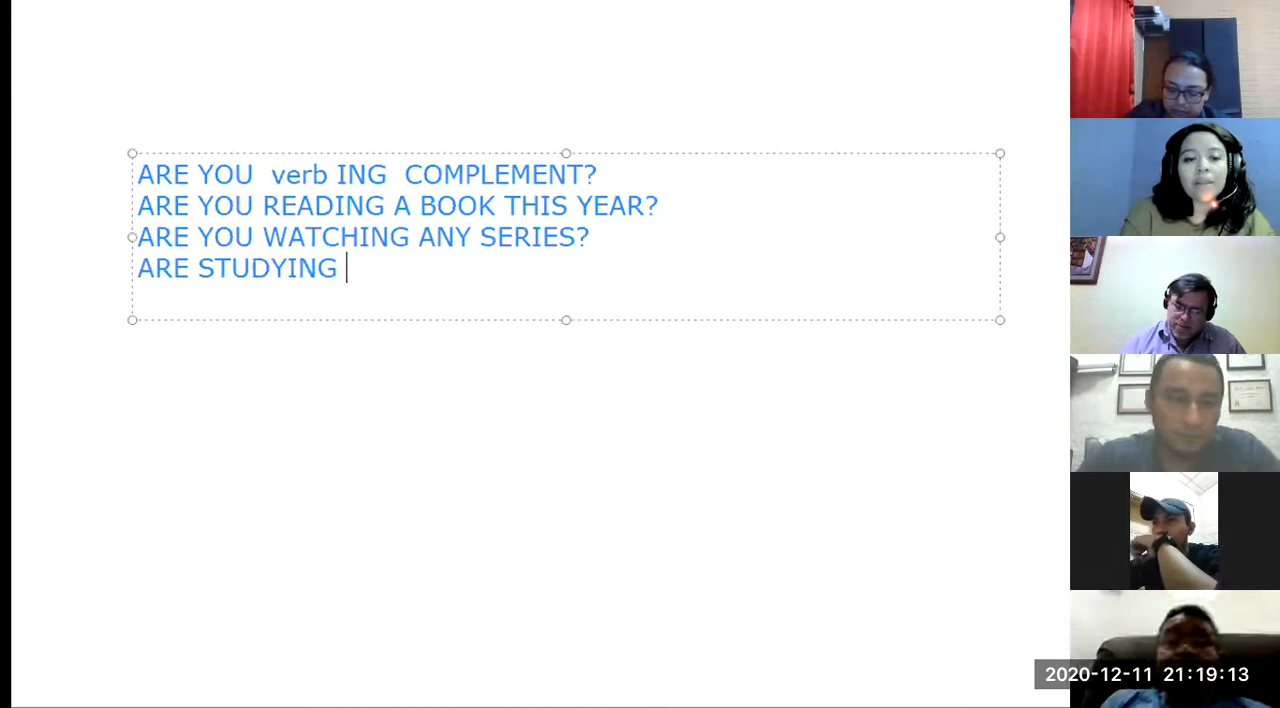 ARE YOU verb ING COMPLEMENT?
ARE YOU READING A BOOK THIS YEAR?
ARE YOU WATCHING ANY SERIES?
ARE STUDYING
2020-12-11 21:19:13